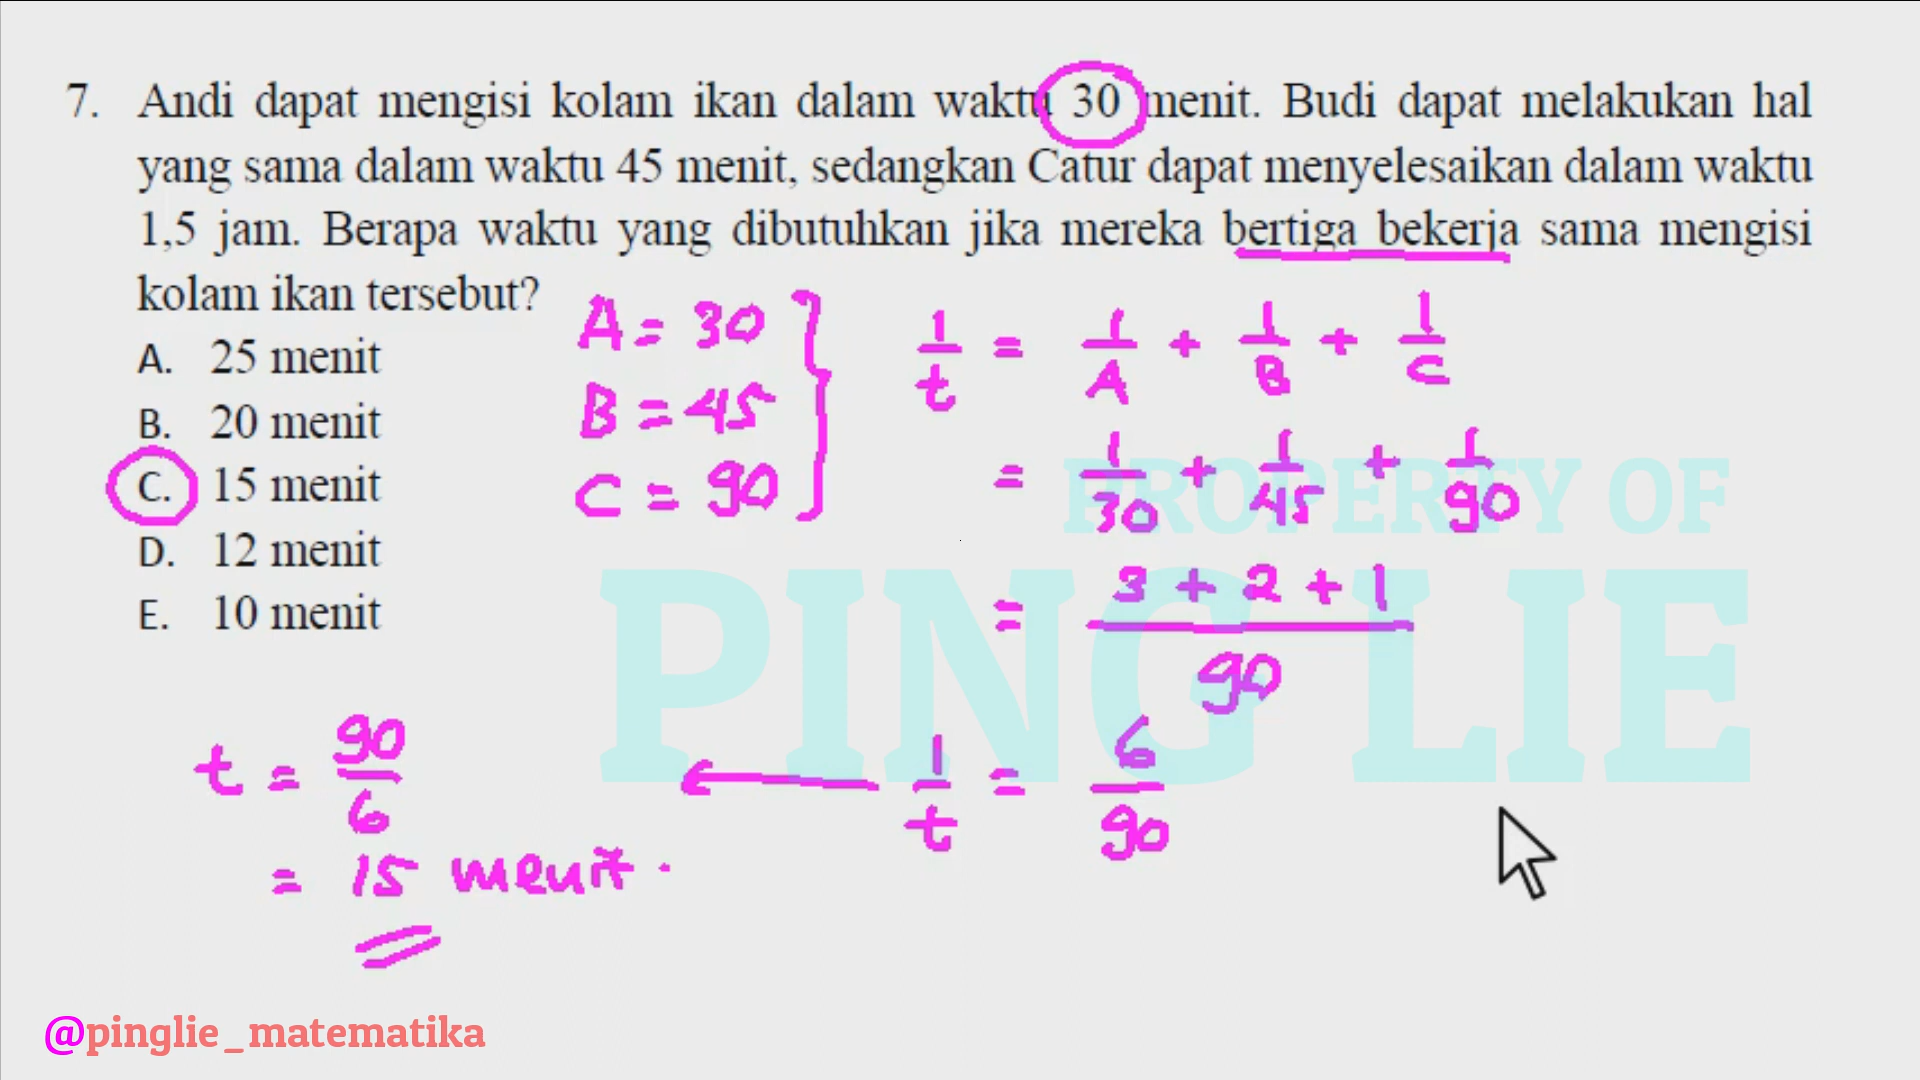 7. Andi dapat mengisi kolam ikan dalam waktu 30 menit. Budi dapat melakukan hal
yang sama dalam waktu 45 menit, sedangkan Catur dapat menyelesaikan dalam waktu
1,5 jam. Berapa waktu yang dibutuhkan jika mereka bertiga bekerja sama mengisi
kolam ikan tersebut?
A. 25 menit
B. 20 menit
C. 15 menit
D. 12 menit
E. 10 menit
A = 30
B = 45
C = 90
1/t = 1/A + 1/B + 1/C
= 1/30 + 1/45 + 1/90
= (3 + 2 + 1)/90
1/t = 6/90
t = 90/6
= 15 menit.
PROPERTY OF
PING LIE
@pinglie_matematika